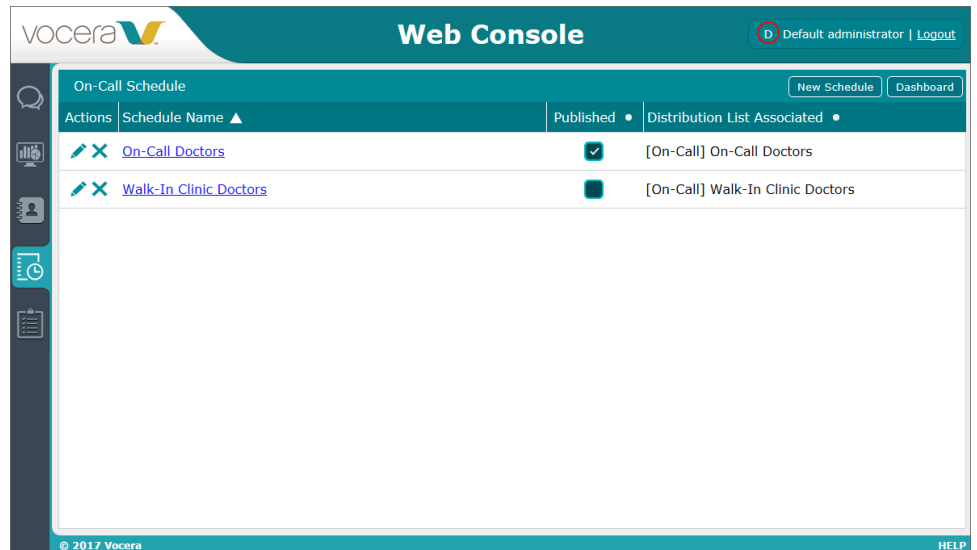 vocera
Web Console
D Default administrator | Logout
On-Call Schedule
New Schedule Dashboard
Actions Schedule Name ▲ Published • Distribution List Associated •
On-Call Doctors [On-Call] On-Call Doctors
Walk-In Clinic Doctors [On-Call] Walk-In Clinic Doctors
© 2017 Vocera HELP